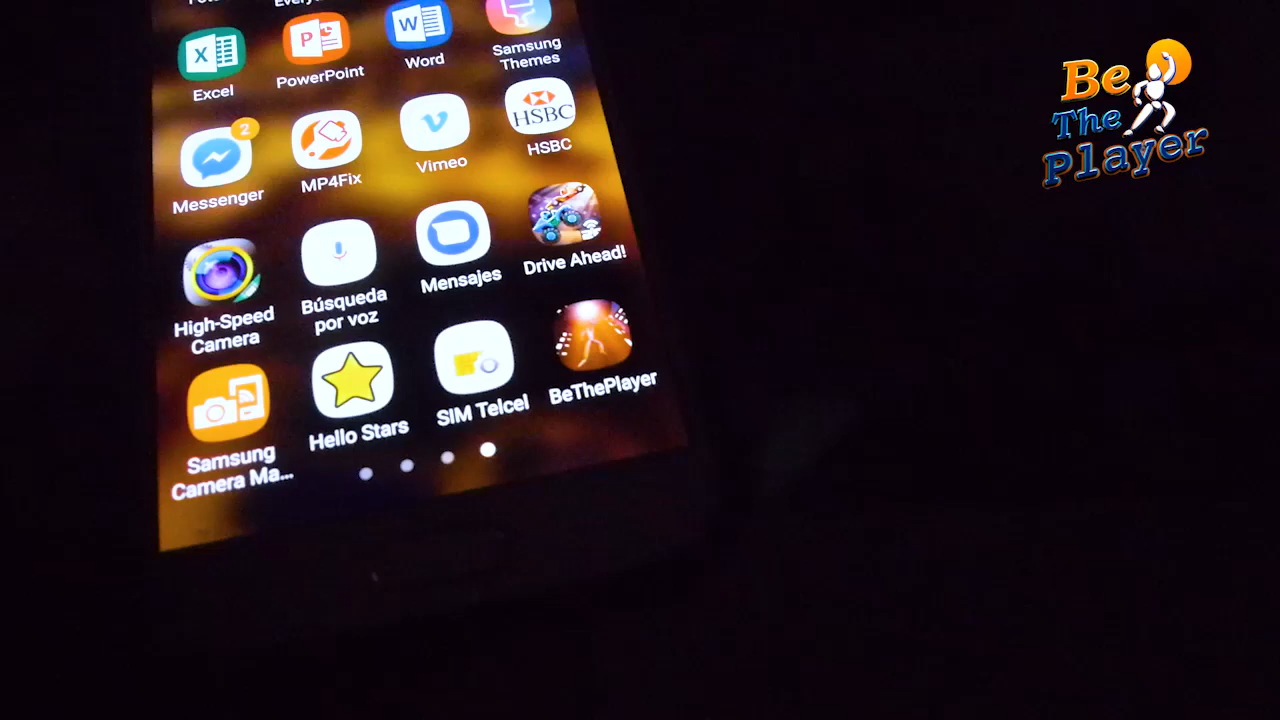 Excel
PowerPoint
Word
Samsung
Themes
Messenger
2
MP4Fix
Vimeo
HSBC
HSBC
High-Speed
Camera
Búsqueda
por voz
Mensajes
Drive Ahead!
Samsung
Camera Ma...
Hello Stars
SIM Telcel
BeThePlayer
Be
The
Player